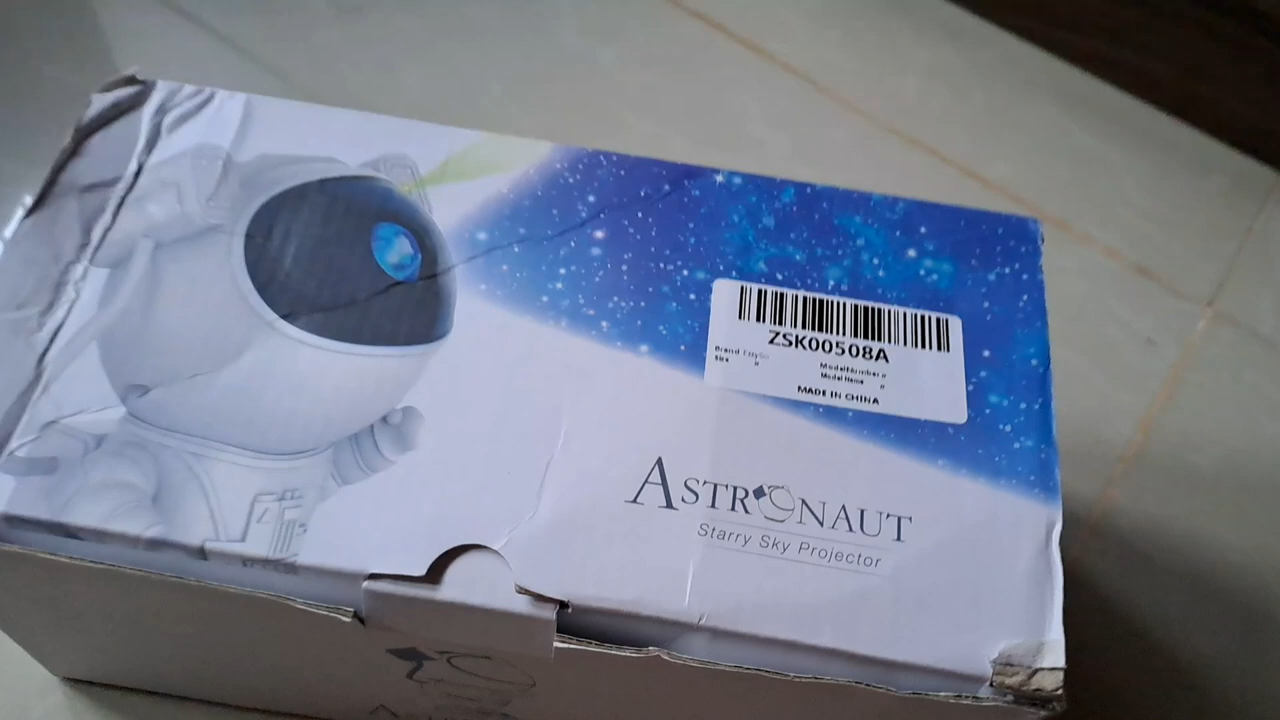 ZSK00508A
Brand
Size "
Model Number "
Model Name "
MADE IN CHINA
ASTRONAUT
Starry Sky Projector